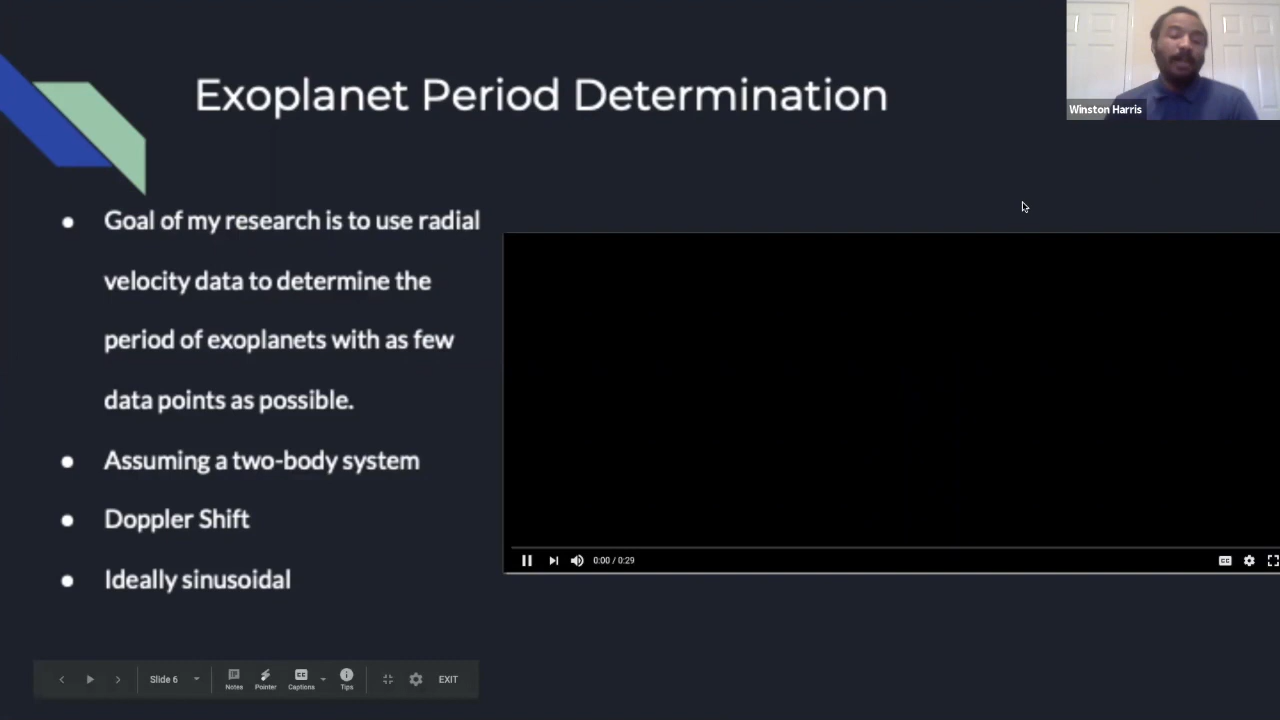 Exoplanet Period Determination
Winston Harris
● Goal of my research is to use radial
velocity data to determine the
period of exoplanets with as few
data points as possible.
● Assuming a two-body system
● Doppler Shift
● Ideally sinusoidal
0:00 / 0:29
CC
Slide 6
CC
Notes Pointer Captions Tips
EXIT